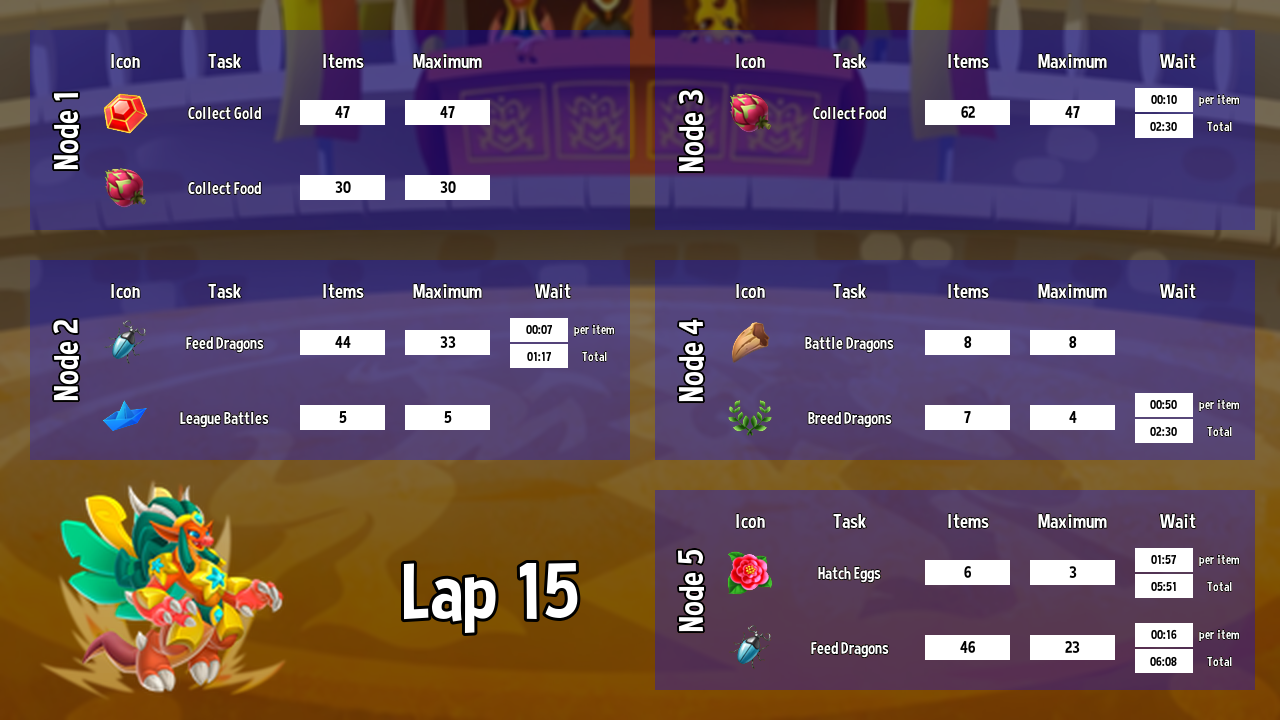 Node 1
Icon Task Items Maximum
Collect Gold 47 47
Collect Food 30 30
Node 2
Icon Task Items Maximum Wait
Feed Dragons 44 33 00:07 per item
01:17 Total
League Battles 5 5
Node 3
Icon Task Items Maximum Wait
Collect Food 62 47 00:10 per item
02:30 Total
Node 4
Icon Task Items Maximum Wait
Battle Dragons 8 8
Breed Dragons 7 4 00:50 per item
02:30 Total
Node 5
Icon Task Items Maximum Wait
Hatch Eggs 6 3 01:57 per item
05:51 Total
Feed Dragons 46 23 00:16 per item
06:08 Total
Lap 15